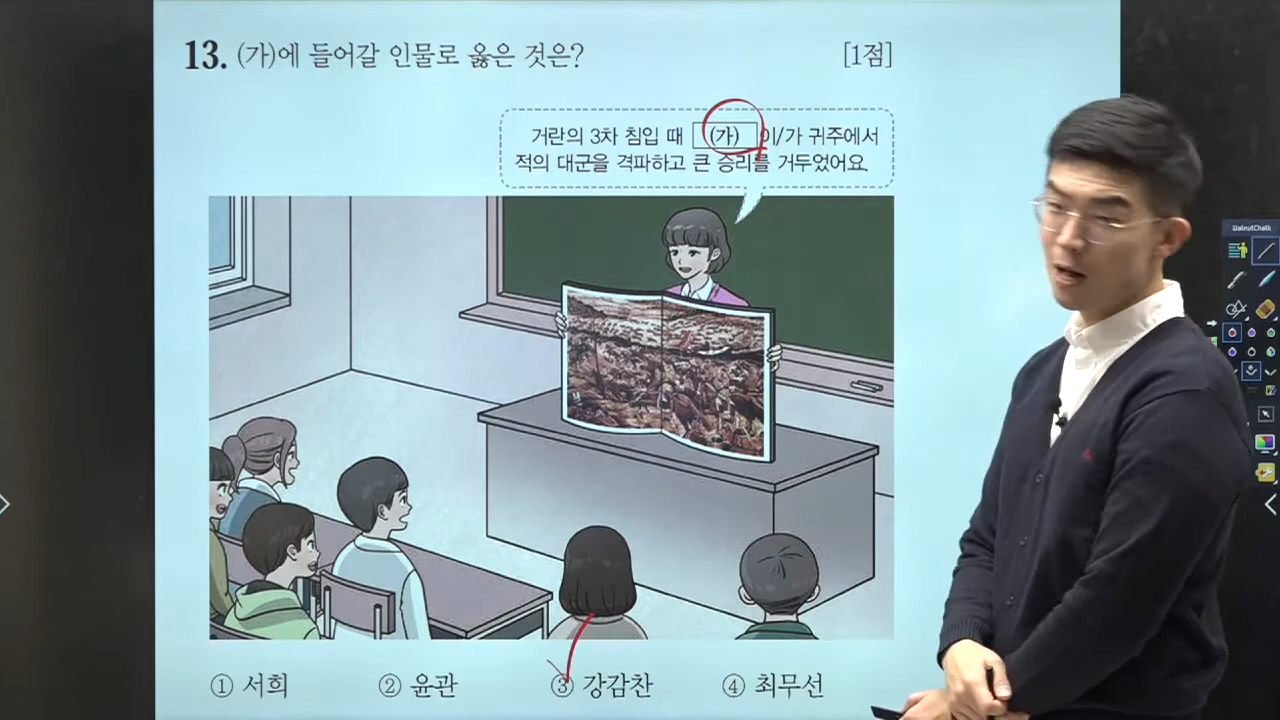 13. (가)에 들어갈 인물로 옳은 것은? [1점]
거란의 3차 침입 때 (가) 이/가 귀주에서
적의 대군을 격파하고 큰 승리를 거두었어요.
① 서희 ② 윤관 ③ 강감찬 ④ 최무선
WalnutChalk